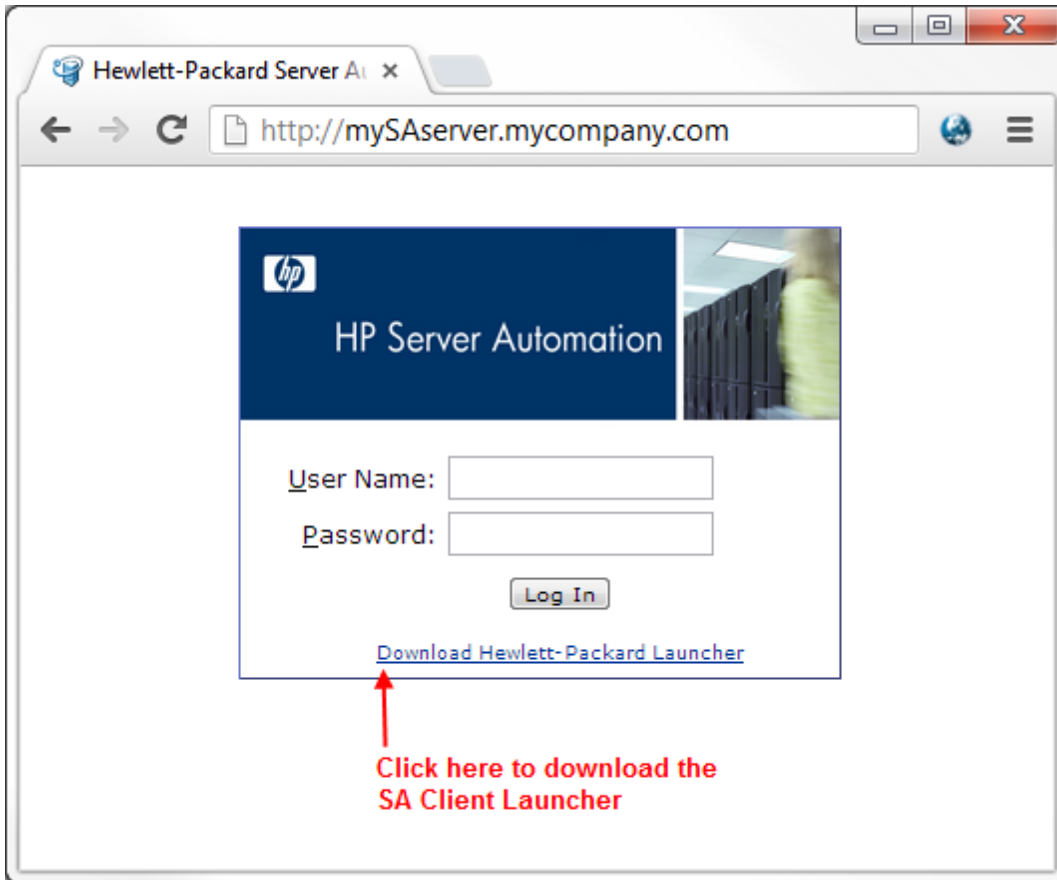 Hewlett-Packard Server Au
http://mySAserver.mycompany.com
hp
HP Server Automation
User Name:
Password:
Log In
Download Hewlett-Packard Launcher
Click here to download the
SA Client Launcher